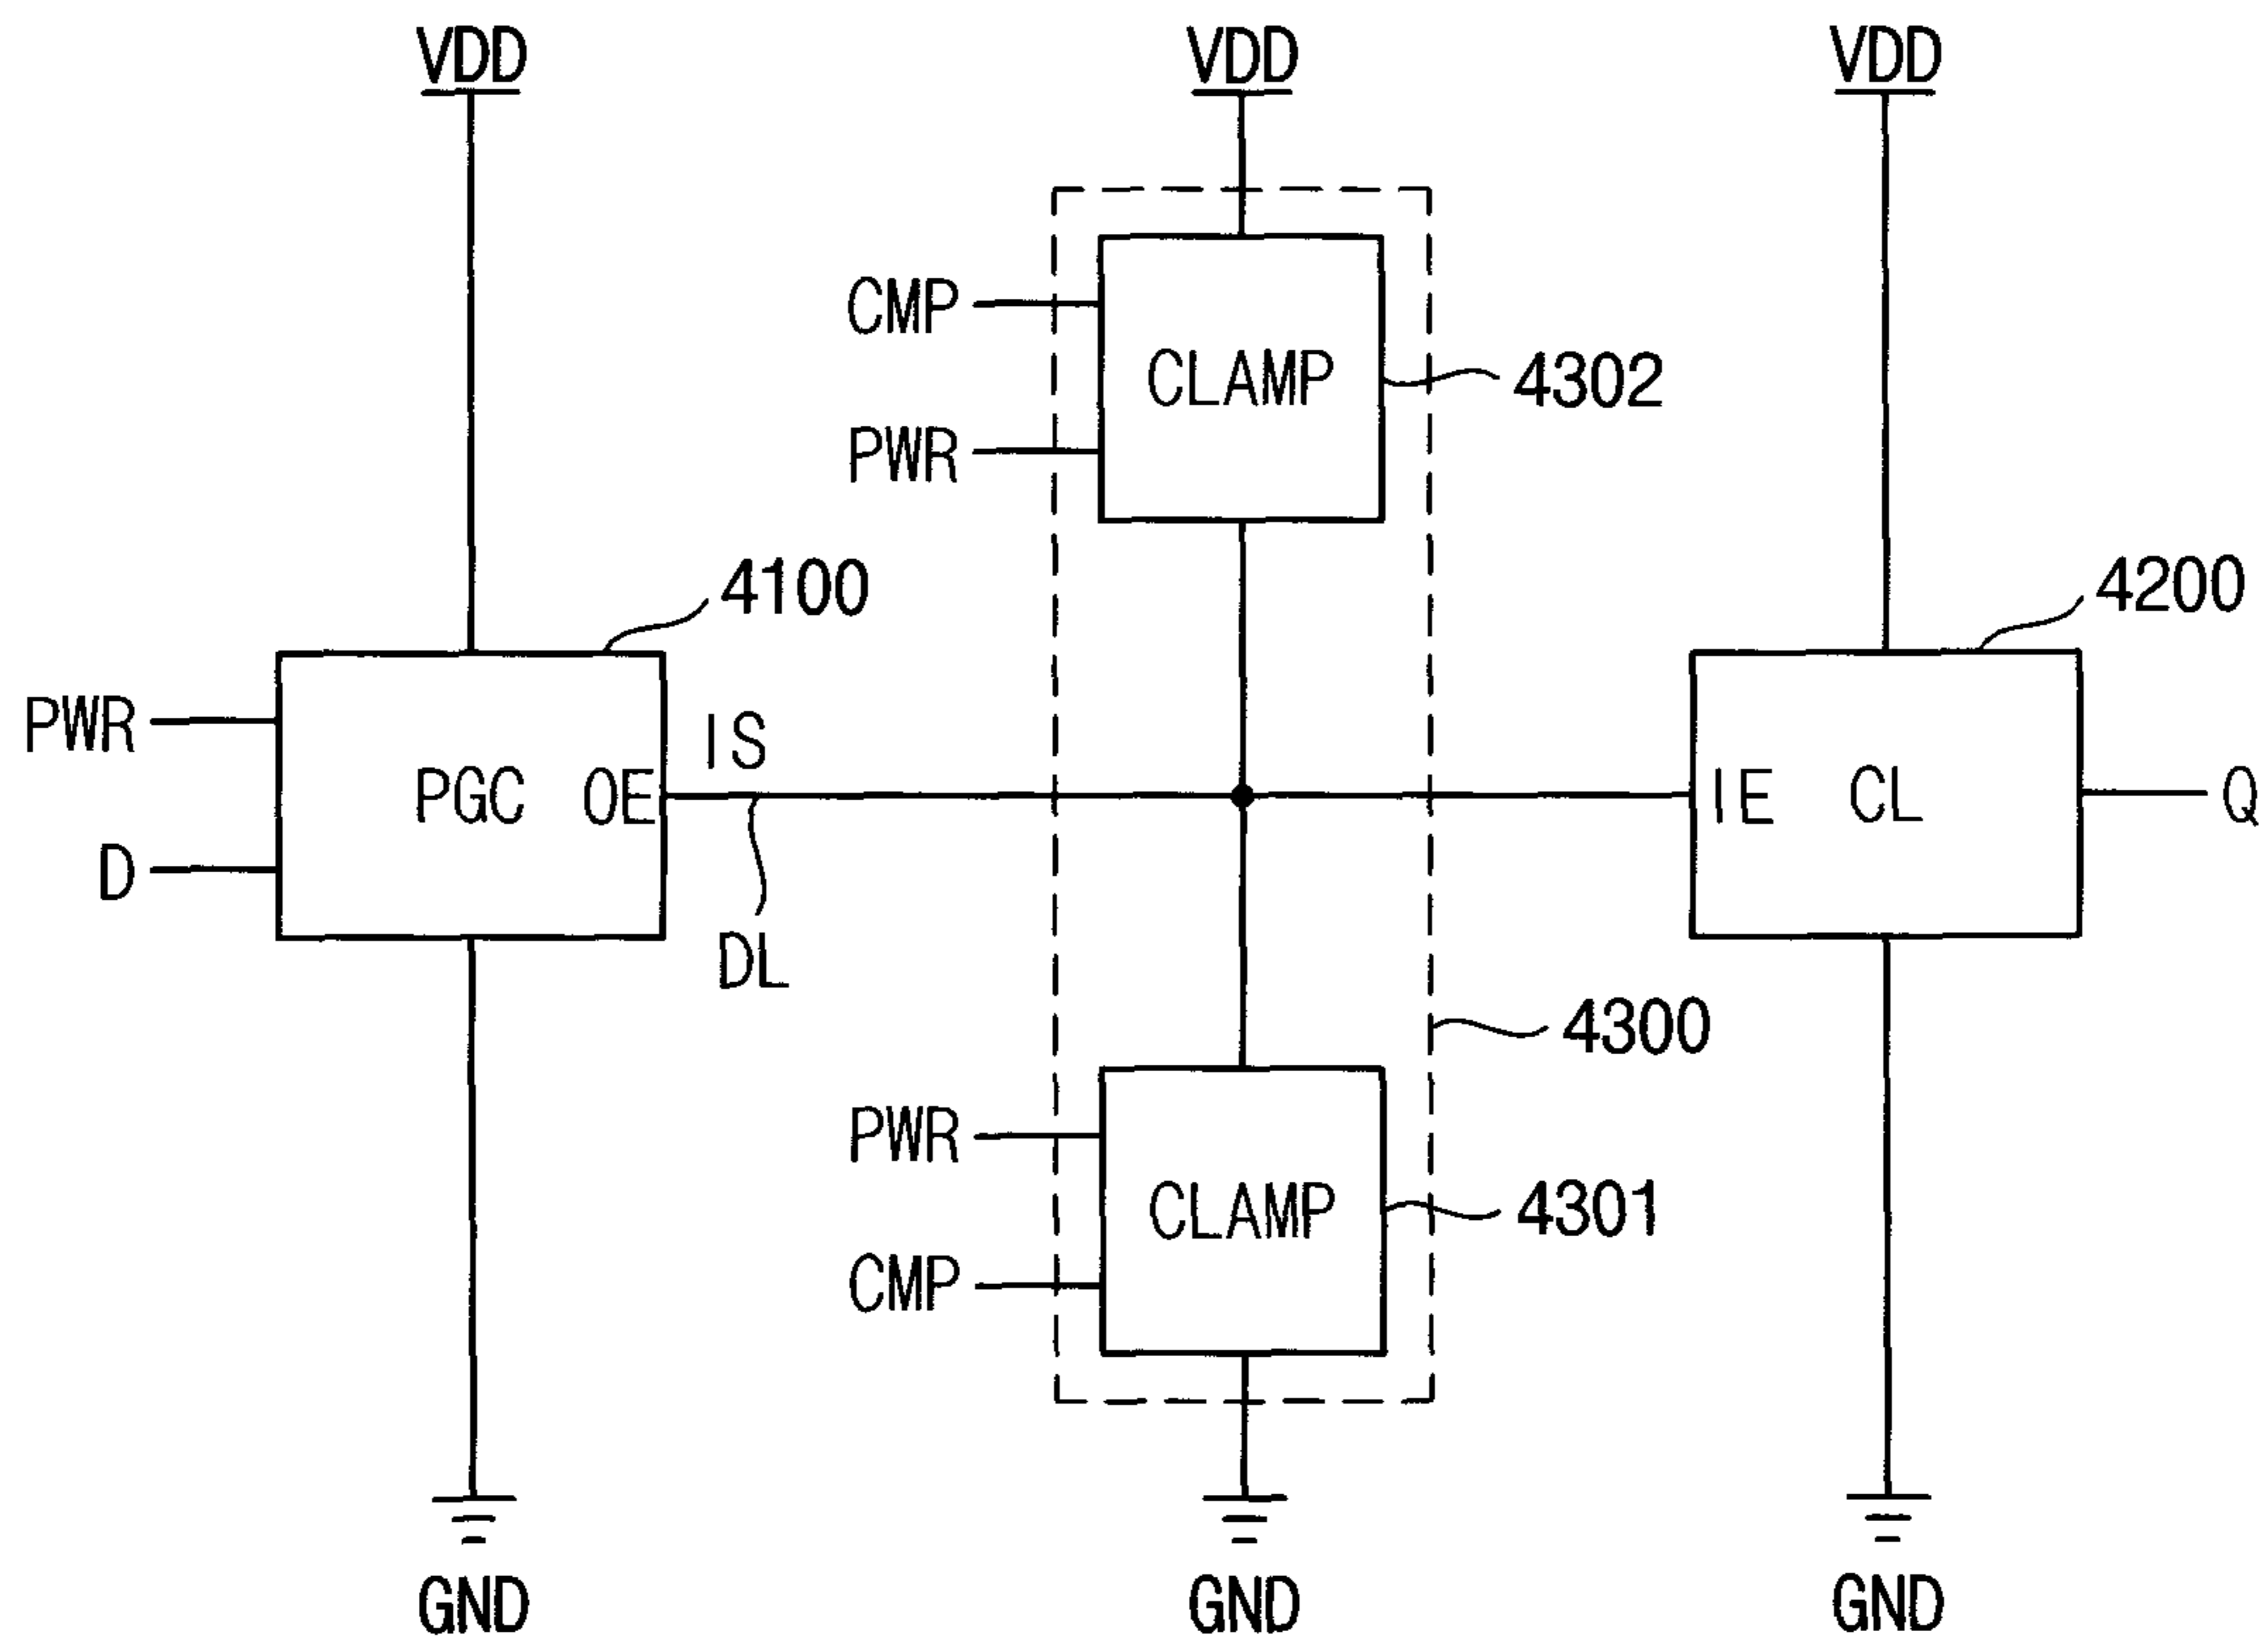 VDD
VDD
VDD
CMP
CLAMP
4302
PWR
4100
4200
PWR
IS
PGC
OE
IE
CL
Q
D
DL
4300
PWR
CLAMP
4301
CMP
GND
GND
GND